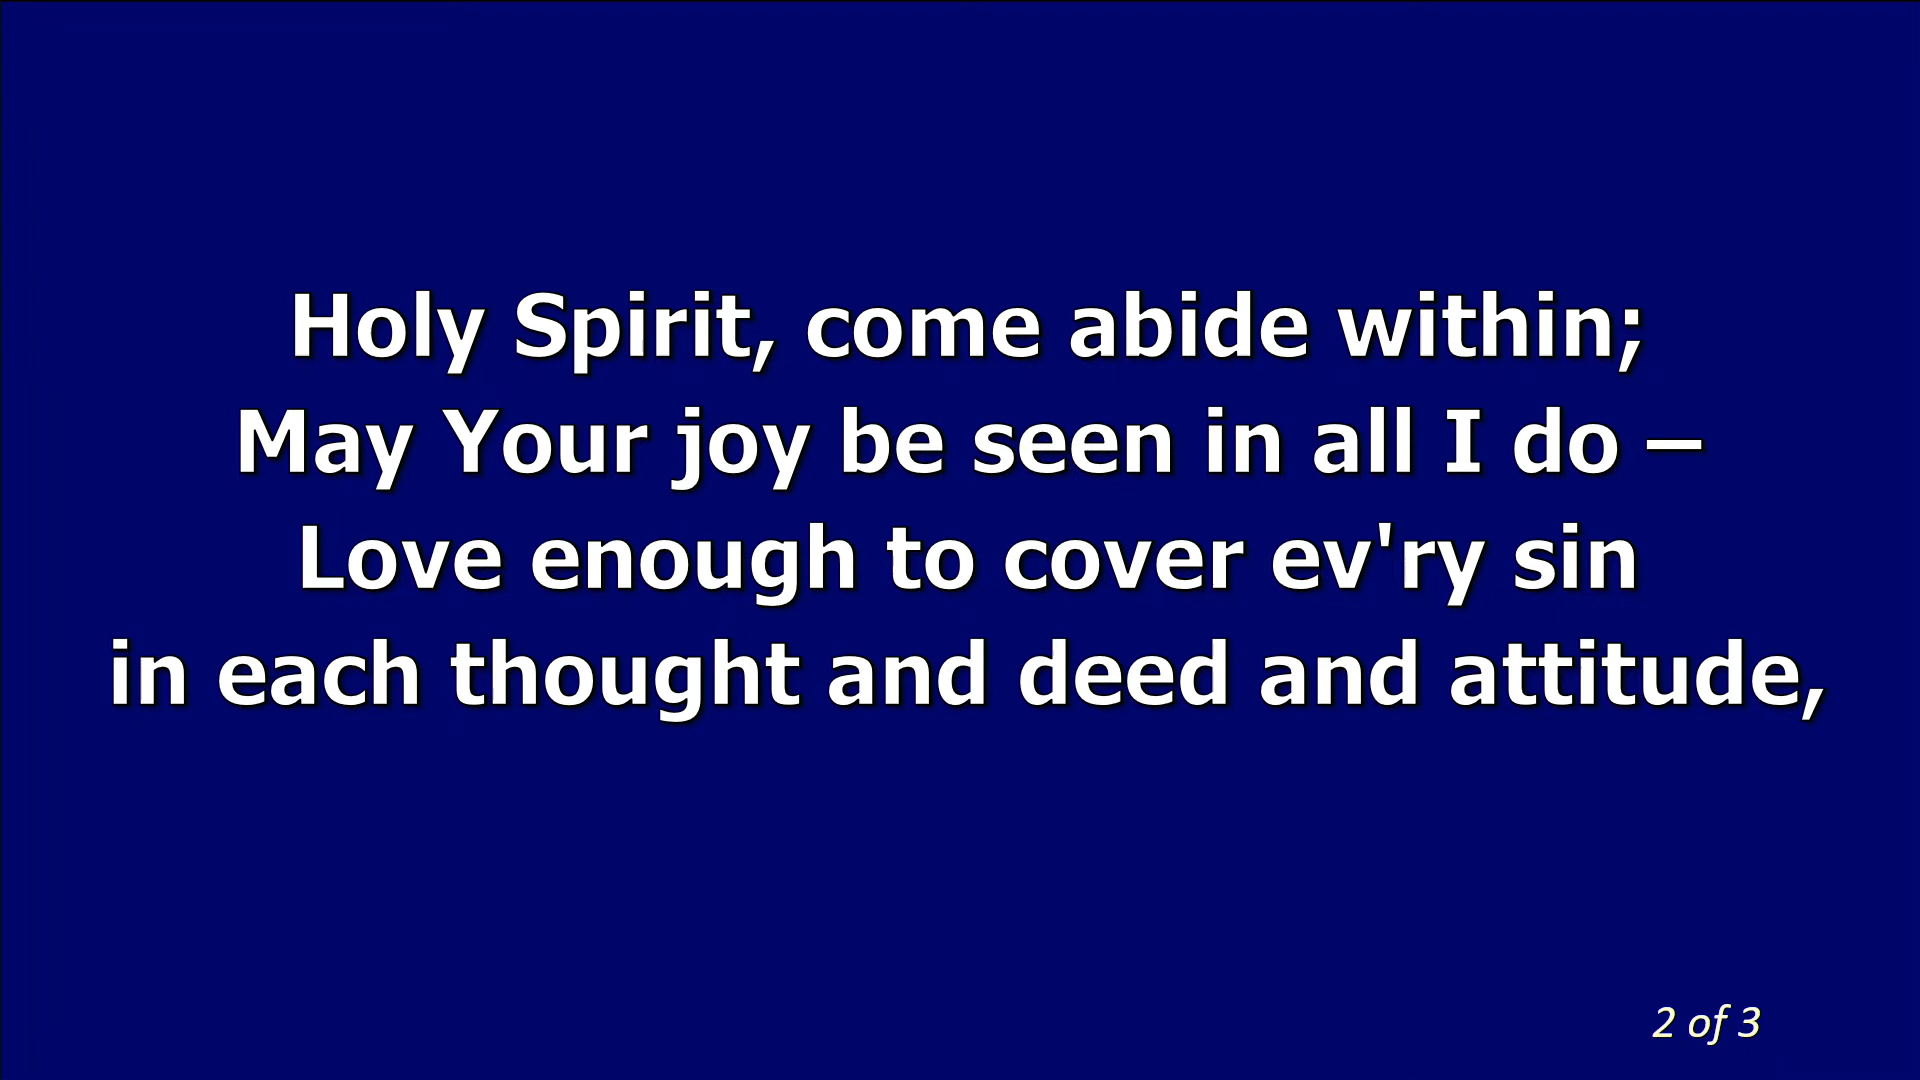 Holy Spirit, come abide within;
May Your joy be seen in all I do –
Love enough to cover ev'ry sin
in each thought and deed and attitude,
2 of 3